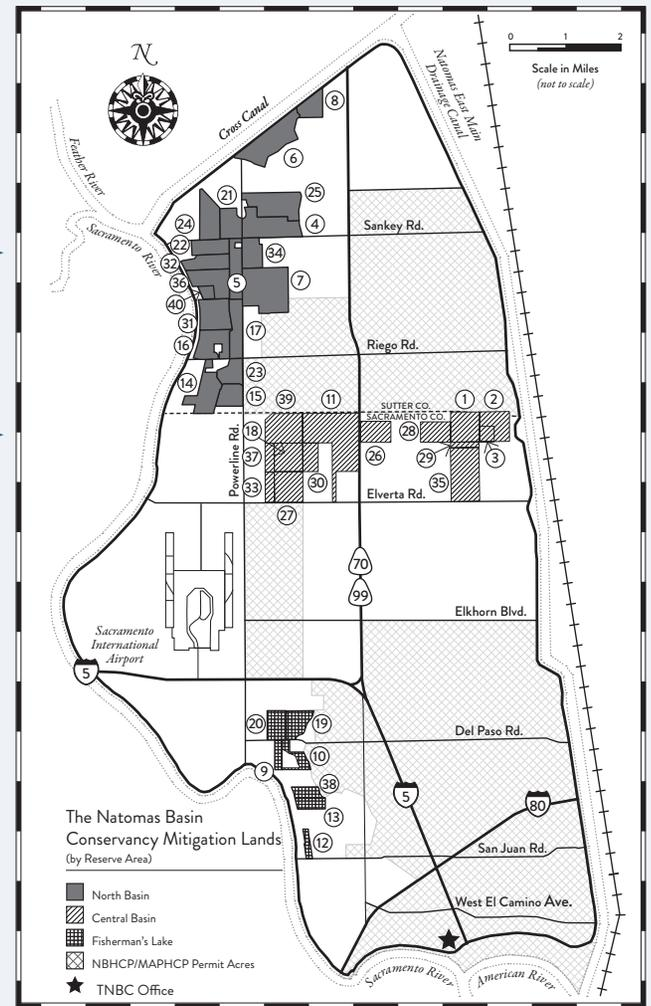 N
0 1 2
Scale in Miles
(not to scale)
Natomas East Main
Drainage Canal
Cross Canal
8
6
Feather River
Sacramento River
21
25
24
4
Sankey Rd.
22
32
34
36
5
7
40
31
17
16
Riego Rd.
14
23
15
39
11
1
2
SUTTER CO.
SACRAMENTO CO.
Powerline Rd.
18
28
37
26
29
3
33
30
35
Elverta Rd.
27
70
99
Elkhorn Blvd.
Sacramento
International
Airport
5
20
19
Del Paso Rd.
10
9
38
5
80
13
12
San Juan Rd.
The Natomas Basin
Conservancy Mitigation Lands
(by Reserve Area)
North Basin
Central Basin
Fisherman's Lake
NBHCP/MAPHCP Permit Acres
TNBC Office
West El Camino Ave.
Sacramento River
American River